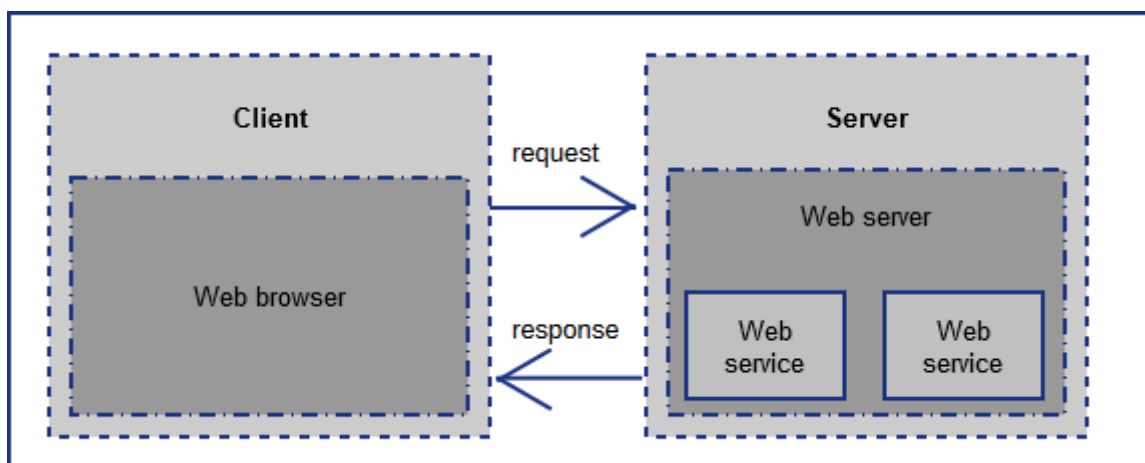 Client
Server
request
Web server
Web browser
response
Web
service
Web
service